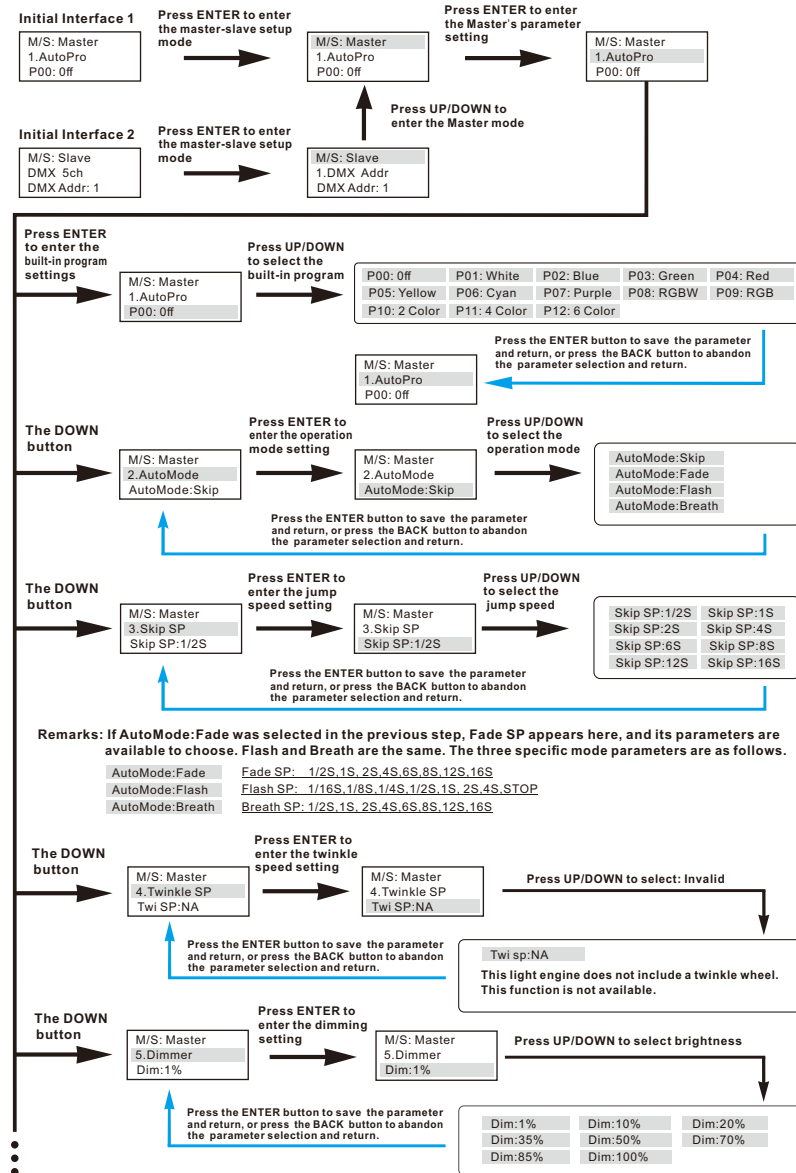 Initial Interface 1
M/S: Master
1.AutoPro
P00: 0ff
Press ENTER to enter
the master-slave setup
mode
M/S: Master
1.AutoPro
P00: 0ff
Press ENTER to enter
the Master's parameter
setting
M/S: Master
1.AutoPro
P00: 0ff
Press UP/DOWN to
enter the Master mode
Initial Interface 2
M/S: Slave
DMX 5ch
DMX Addr: 1
Press ENTER to enter
the master-slave setup
mode
M/S: Slave
1.DMX Addr
DMX Addr: 1
Press ENTER
to enter the
built-in program
settings
M/S: Master
1.AutoPro
P00: 0ff
Press UP/DOWN
to select the
built-in program
P00: 0ff P01: White P02: Blue P03: Green P04: Red
P05: Yellow P06: Cyan P07: Purple P08: RGBW P09: RGB
P10: 2 Color P11: 4 Color P12: 6 Color
Press the ENTER button to save the parameter
and return, or press the BACK button to abandon
the parameter selection and return.
M/S: Master
1.AutoPro
P00: 0ff
The DOWN
button
M/S: Master
2.AutoMode
AutoMode:Skip
Press ENTER to
enter the operation
mode setting
M/S: Master
2.AutoMode
AutoMode:Skip
Press UP/DOWN
to select the
operation mode
AutoMode:Skip
AutoMode:Fade
AutoMode:Flash
AutoMode:Breath
Press the ENTER button to save the parameter
and return, or press the BACK button to abandon
the parameter selection and return.
The DOWN
button
M/S: Master
3.Skip SP
Skip SP:1/2S
Press ENTER to
enter the jump
speed setting
M/S: Master
3.Skip SP
Skip SP:1/2S
Press UP/DOWN
to select the
jump speed
Skip SP:1/2S Skip SP:1S
Skip SP:2S Skip SP:4S
Skip SP:6S Skip SP:8S
Skip SP:12S Skip SP:16S
Press the ENTER button to save the parameter
and return, or press the BACK button to abandon
the parameter selection and return.
Remarks: If AutoMode:Fade was selected in the previous step, Fade SP appears here, and its parameters are
available to choose. Flash and Breath are the same. The three specific mode parameters are as follows.
AutoMode:Fade Fade SP: 1/2S,1S, 2S,4S,6S,8S,12S,16S
AutoMode:Flash Flash SP: 1/16S,1/8S,1/4S,1/2S,1S, 2S,4S,STOP
AutoMode:Breath Breath SP: 1/2S,1S, 2S,4S,6S,8S,12S,16S
The DOWN
button
M/S: Master
4.Twinkle SP
Twi SP:NA
Press ENTER to
enter the twinkle
speed setting
M/S: Master
4.Twinkle SP
Twi SP:NA
Press UP/DOWN to select: Invalid
Twi sp:NA
This light engine does not include a twinkle wheel.
This function is not available.
Press the ENTER button to save the parameter
and return, or press the BACK button to abandon
the parameter selection and return.
The DOWN
button
M/S: Master
5.Dimmer
Dim:1%
Press ENTER to
enter the dimming
setting
M/S: Master
5.Dimmer
Dim:1%
Press UP/DOWN to select brightness
Press the ENTER button to save the parameter
and return, or press the BACK button to abandon
the parameter selection and return.
Dim:1% Dim:10% Dim:20%
Dim:35% Dim:50% Dim:70%
Dim:85% Dim:100%